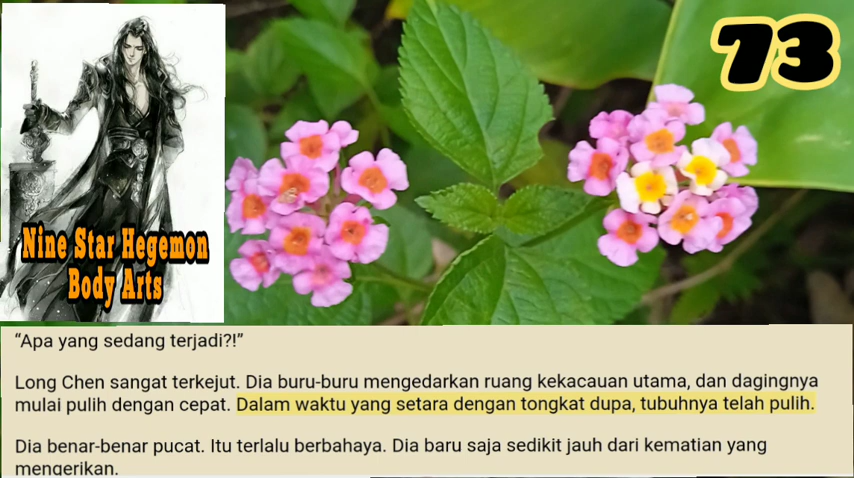 73
Nine Star Hegemon
Body Arts
“Apa yang sedang terjadi?!”
Long Chen sangat terkejut. Dia buru-buru mengedarkan ruang kekacauan utama, dan dagingnya
mulai pulih dengan cepat. Dalam waktu yang setara dengan tongkat dupa, tubuhnya telah pulih.
Dia benar-benar pucat. Itu terlalu berbahaya. Dia baru saja sedikit jauh dari kematian yang
mengerikan.